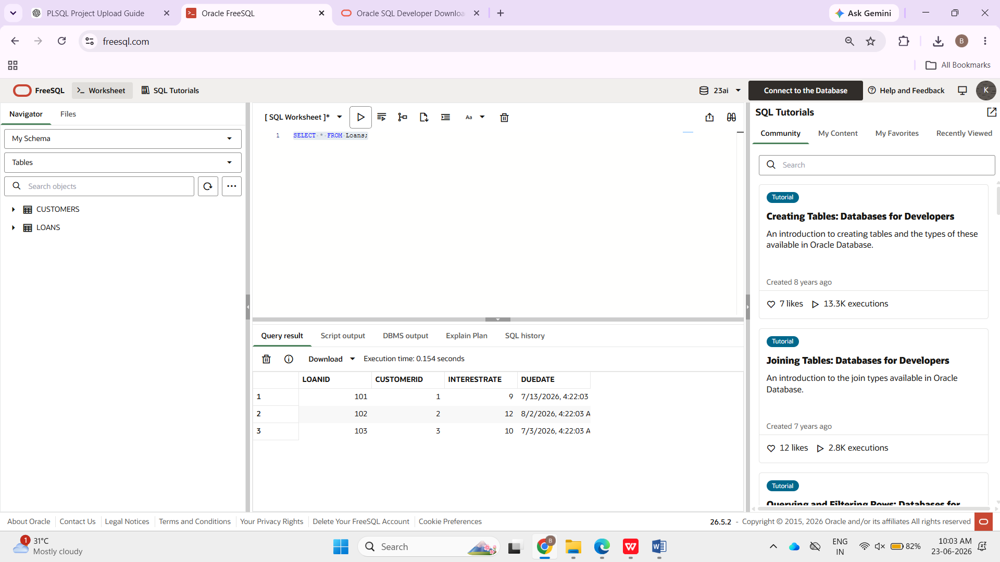 PLSQL Project Upload Guide
Oracle FreeSQL
Oracle SQL Developer Downloa
Ask Gemini
freesql.com
B
All Bookmarks
FreeSQL
Worksheet
SQL Tutorials
23ai
Connect to the Database
Help and Feedback
K
Navigator
Files
My Schema
Tables
Search objects
CUSTOMERS
LOANS
[ SQL Worksheet ]*
Aa
1 SELECT * FROM Loans;
Query result
Script output
DBMS output
Explain Plan
SQL history
Download
Execution time: 0.154 seconds
LOANID CUSTOMERID INTERESTRATE DUEDATE
1 101 1 9 7/13/2026, 4:22:03
2 102 2 12 8/2/2026, 4:22:03 A
3 103 3 10 7/3/2026, 4:22:03 A
SQL Tutorials
Community
My Content
My Favorites
Recently Viewed
Search
Tutorial
Creating Tables: Databases for Developers
An introduction to creating tables and the types of these
available in Oracle Database.
Created 8 years ago
7 likes
13.3K executions
Tutorial
Joining Tables: Databases for Developers
An introduction to the join types available in Oracle
Database.
Created 7 years ago
12 likes
2.8K executions
Tutorial
Querying and Filtering Rows: Databases for
About Oracle
Contact Us
Legal Notices
Terms and Conditions
Your Privacy Rights
Delete Your FreeSQL Account
Cookie Preferences
26.5.2 - Copyright © 2015, 2026 Oracle and/or its affiliates All rights reserved
1
31°C
Mostly cloudy
Search
B
W
W
ENG
IN
82%
10:03 AM
23-06-2026